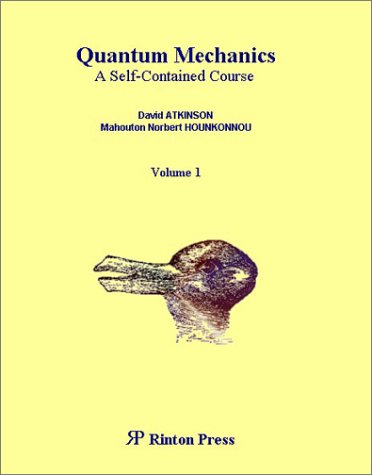 Quantum Mechanics
A Self-Contained Course
David ATKINSON
Mahouton Norbert HOUNKONNOU
Volume 1
RP Rinton Press